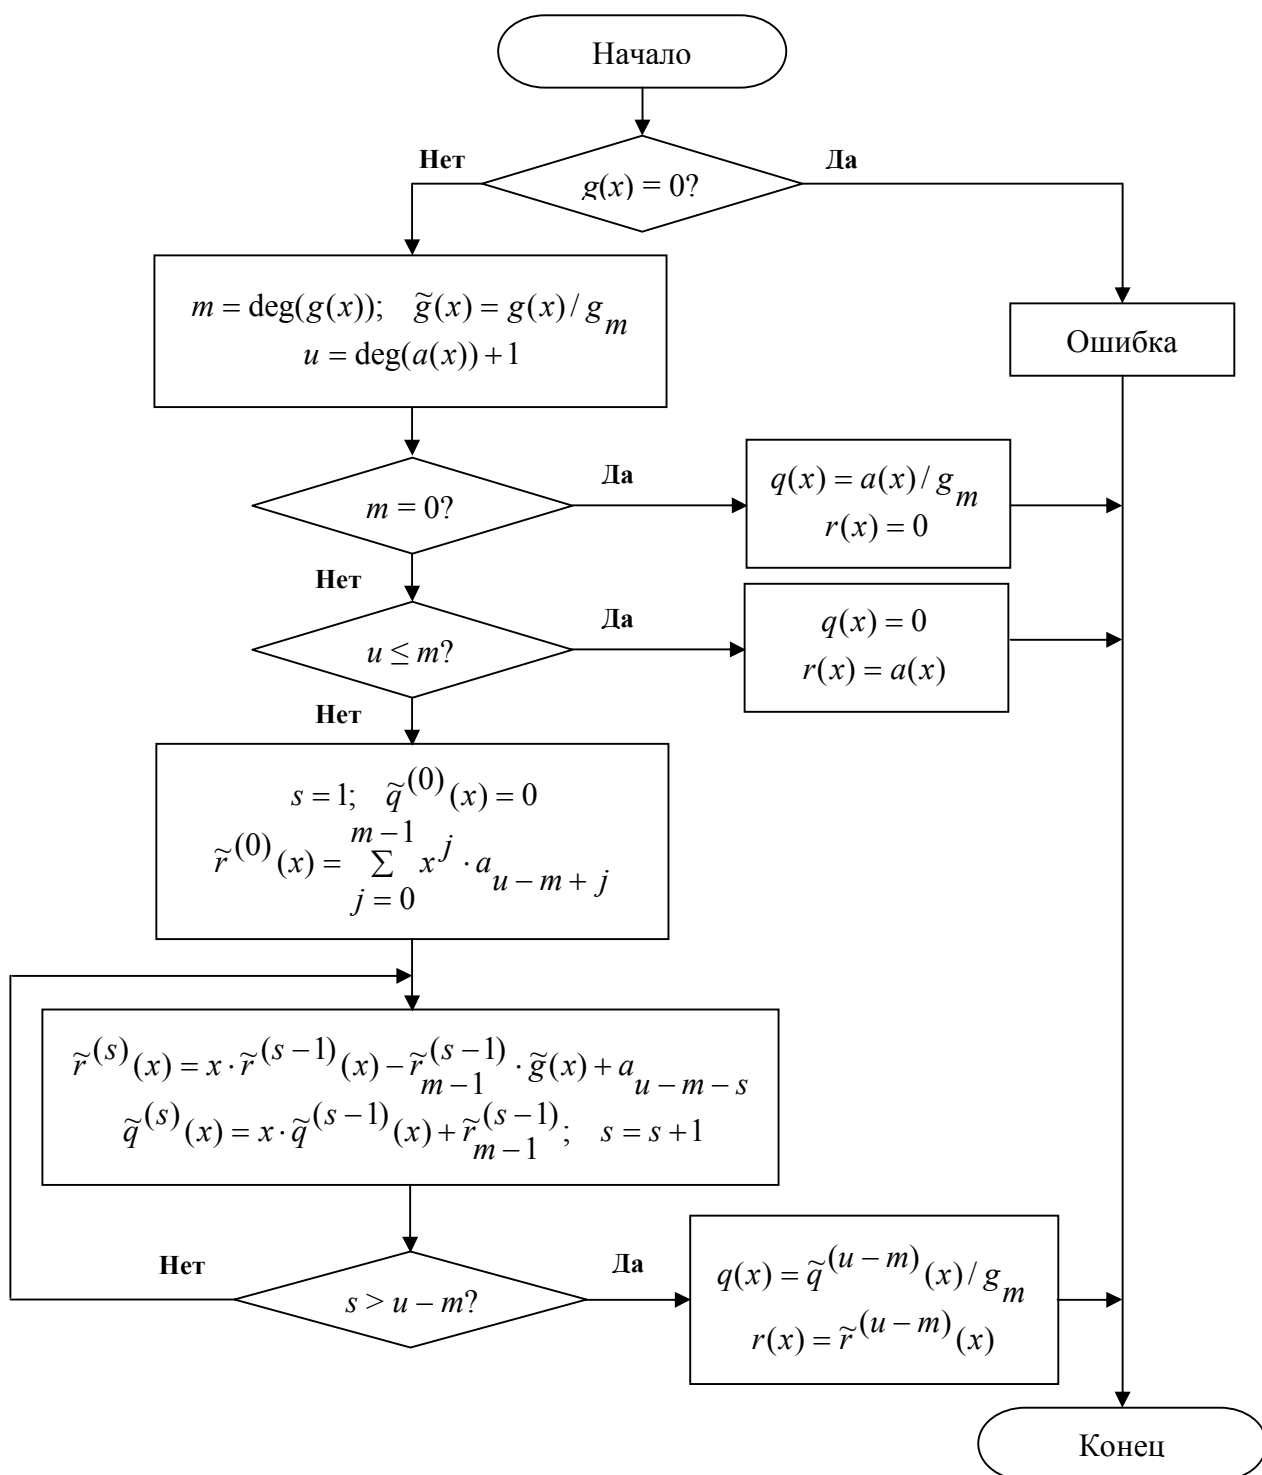 Начало
Нет
Да
g(x) = 0?
m = deg(g(x)); g̃(x) = g(x)/g_m
u = deg(a(x)) + 1
Ошибка
m = 0?
Да
q(x) = a(x)/g_m
r(x) = 0
Нет
u ≤ m?
Да
q(x) = 0
r(x) = a(x)
Нет
s = 1; q̃^(0)(x) = 0
r̃^(0)(x) = ∑_{j = 0}^{m − 1} x^j · a_{u − m + j}
r̃^(s)(x) = x · r̃^(s − 1)(x) − r̃_{m − 1}^(s − 1) · g̃(x) + a_{u − m − s}
q̃^(s)(x) = x · q̃^(s − 1)(x) + r̃_{m − 1}^(s − 1); s = s + 1
Нет
s > u – m?
Да
q(x) = q̃^(u − m)(x)/g_m
r(x) = r̃^(u − m)(x)
Конец